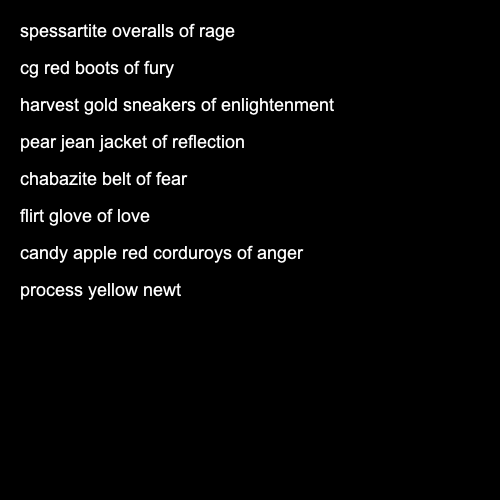 spessartite overalls of rage
cg red boots of fury
harvest gold sneakers of enlightenment
pear jean jacket of reflection
chabazite belt of fear
flirt glove of love
candy apple red corduroys of anger
process yellow newt